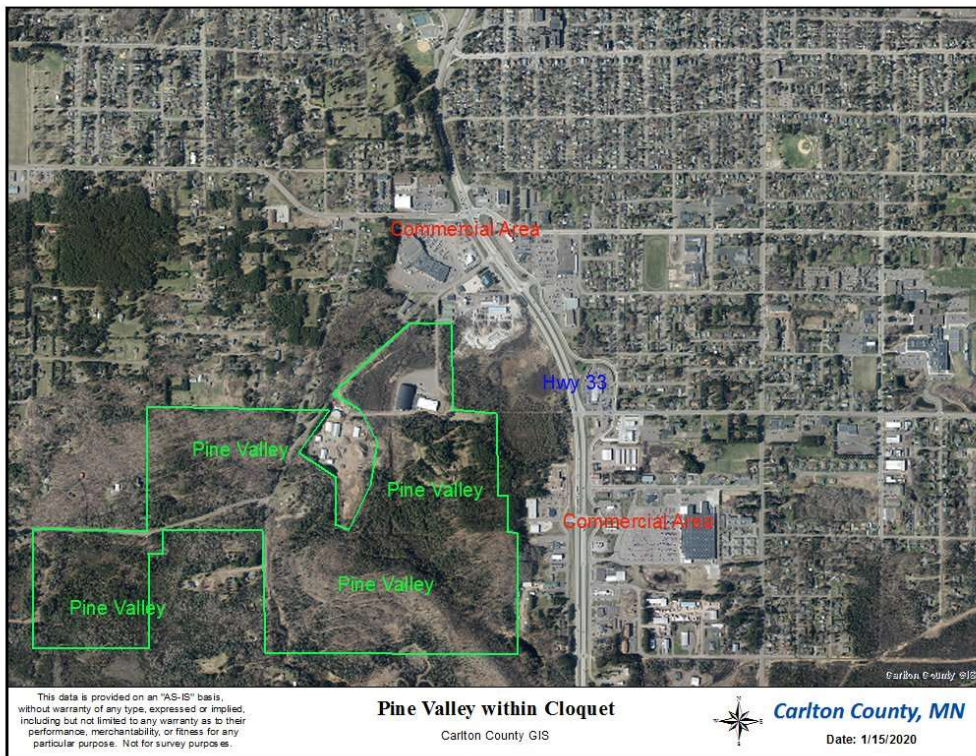 Commercial Area
Hwy 33
Pine Valley
Pine Valley
Commercial Area
Pine Valley
Pine Valley
Carlton County GIS
This data is provided on an "AS-IS" basis,
without warranty of any type, expressed or implied,
including but not limited to any warranty as to their
performance, merchantability, or fitness for any
particular purpose. Not for survey purposes.
Pine Valley within Cloquet
Carlton County GIS
Carlton County, MN
Date: 1/15/2020